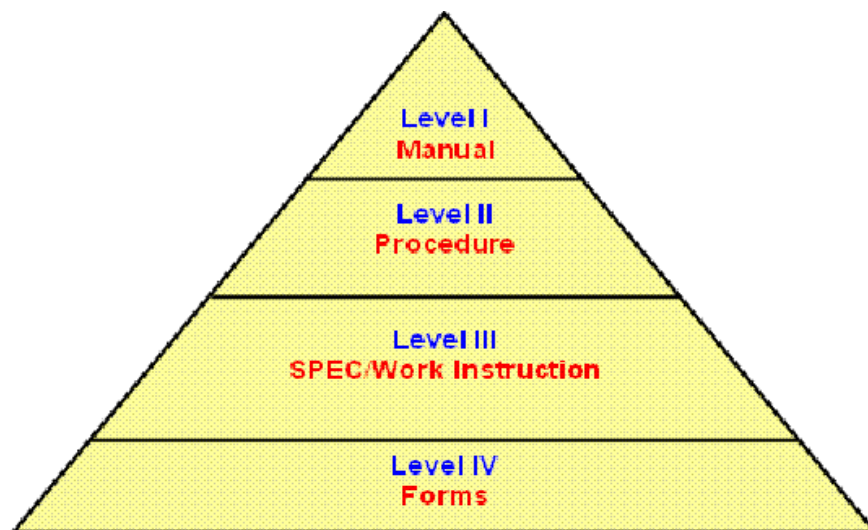 Level I
Manual
Level II
Procedure
Level III
SPEC/Work Instruction
Level IV
Forms